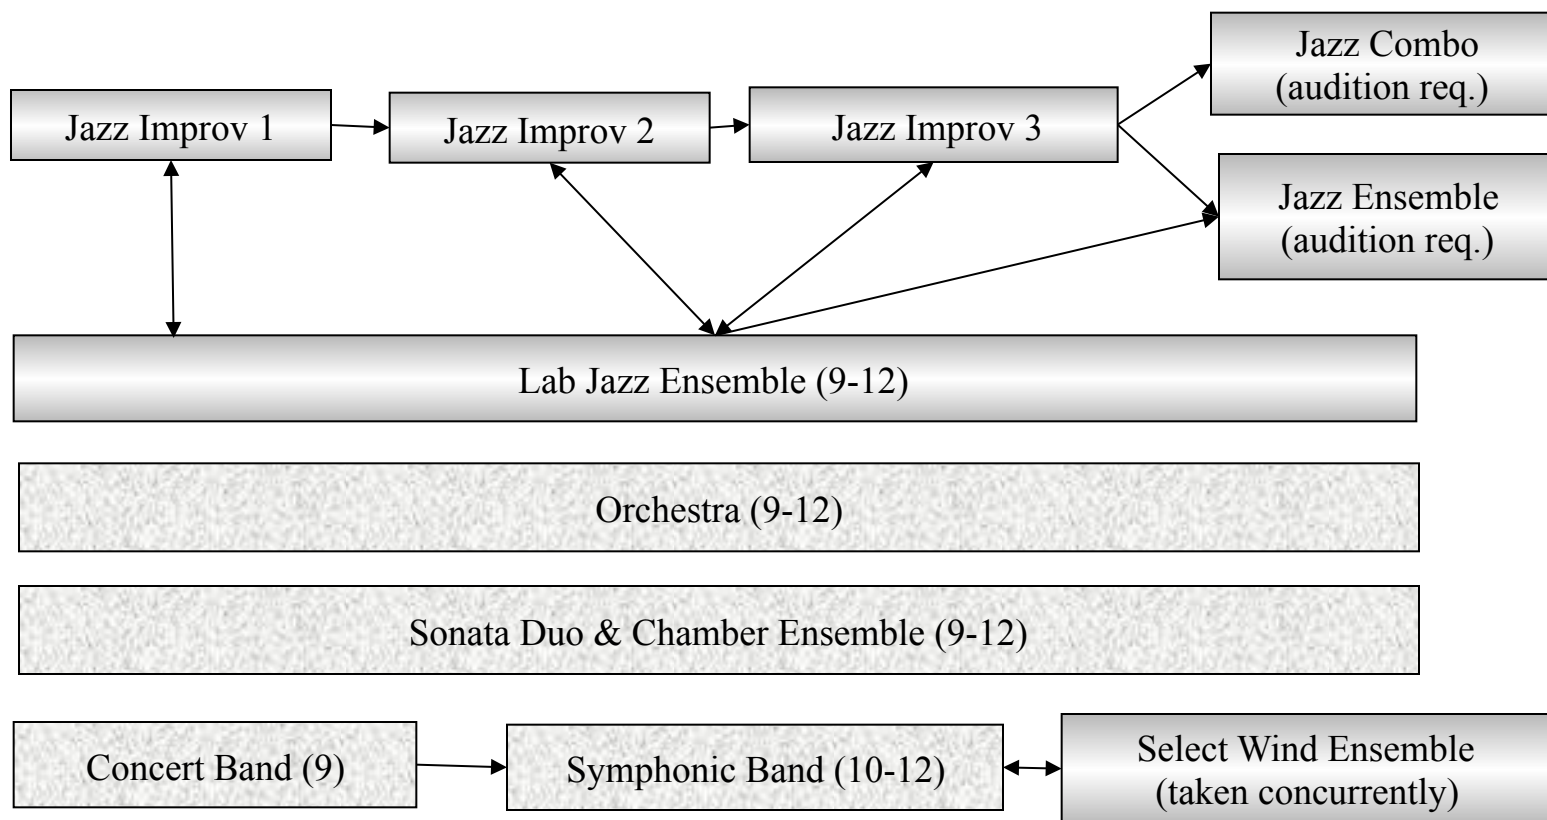 Jazz Combo
(audition req.)
Jazz Improv 1
Jazz Improv 2
Jazz Improv 3
Jazz Ensemble
(audition req.)
Lab Jazz Ensemble (9-12)
Orchestra (9-12)
Sonata Duo & Chamber Ensemble (9-12)
Concert Band (9)
Symphonic Band (10-12)
Select Wind Ensemble
(taken concurrently)